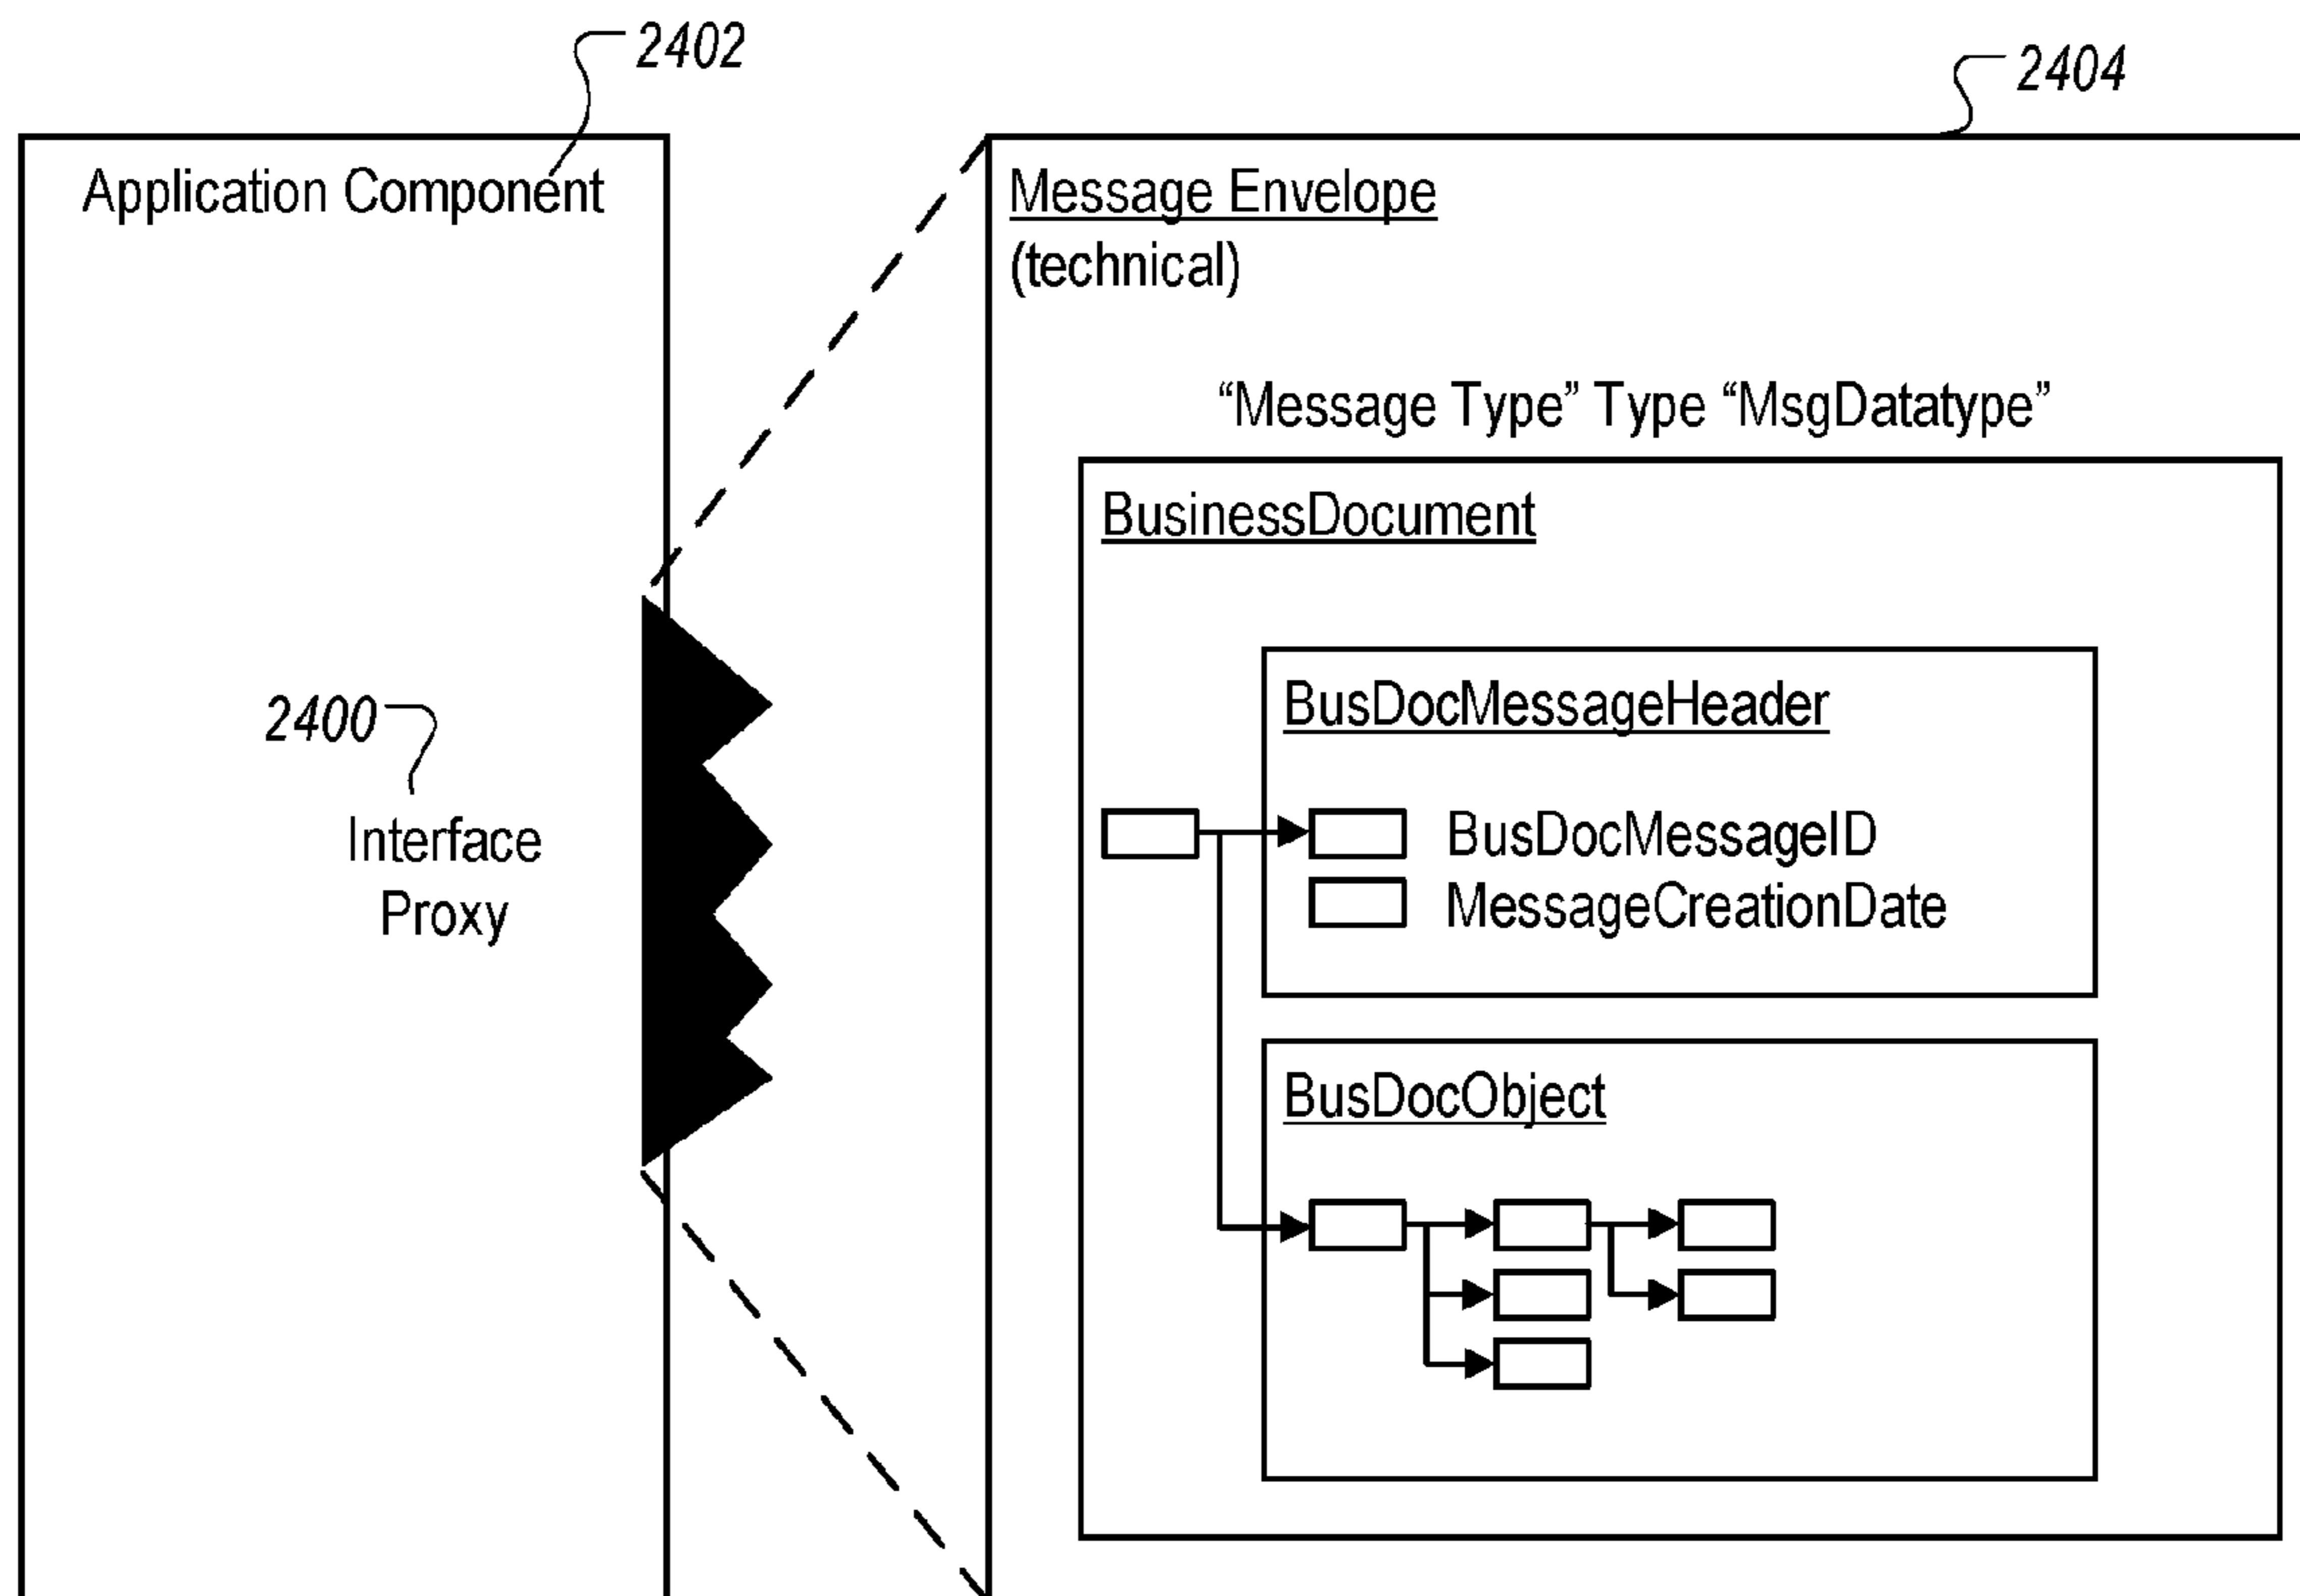 2402
2404
Application Component
Message Envelope
(technical)
“Message Type” Type “MsgDatatype”
BusinessDocument
BusDocMessageHeader
2400
Interface
Proxy
BusDocMessageID
MessageCreationDate
BusDocObject